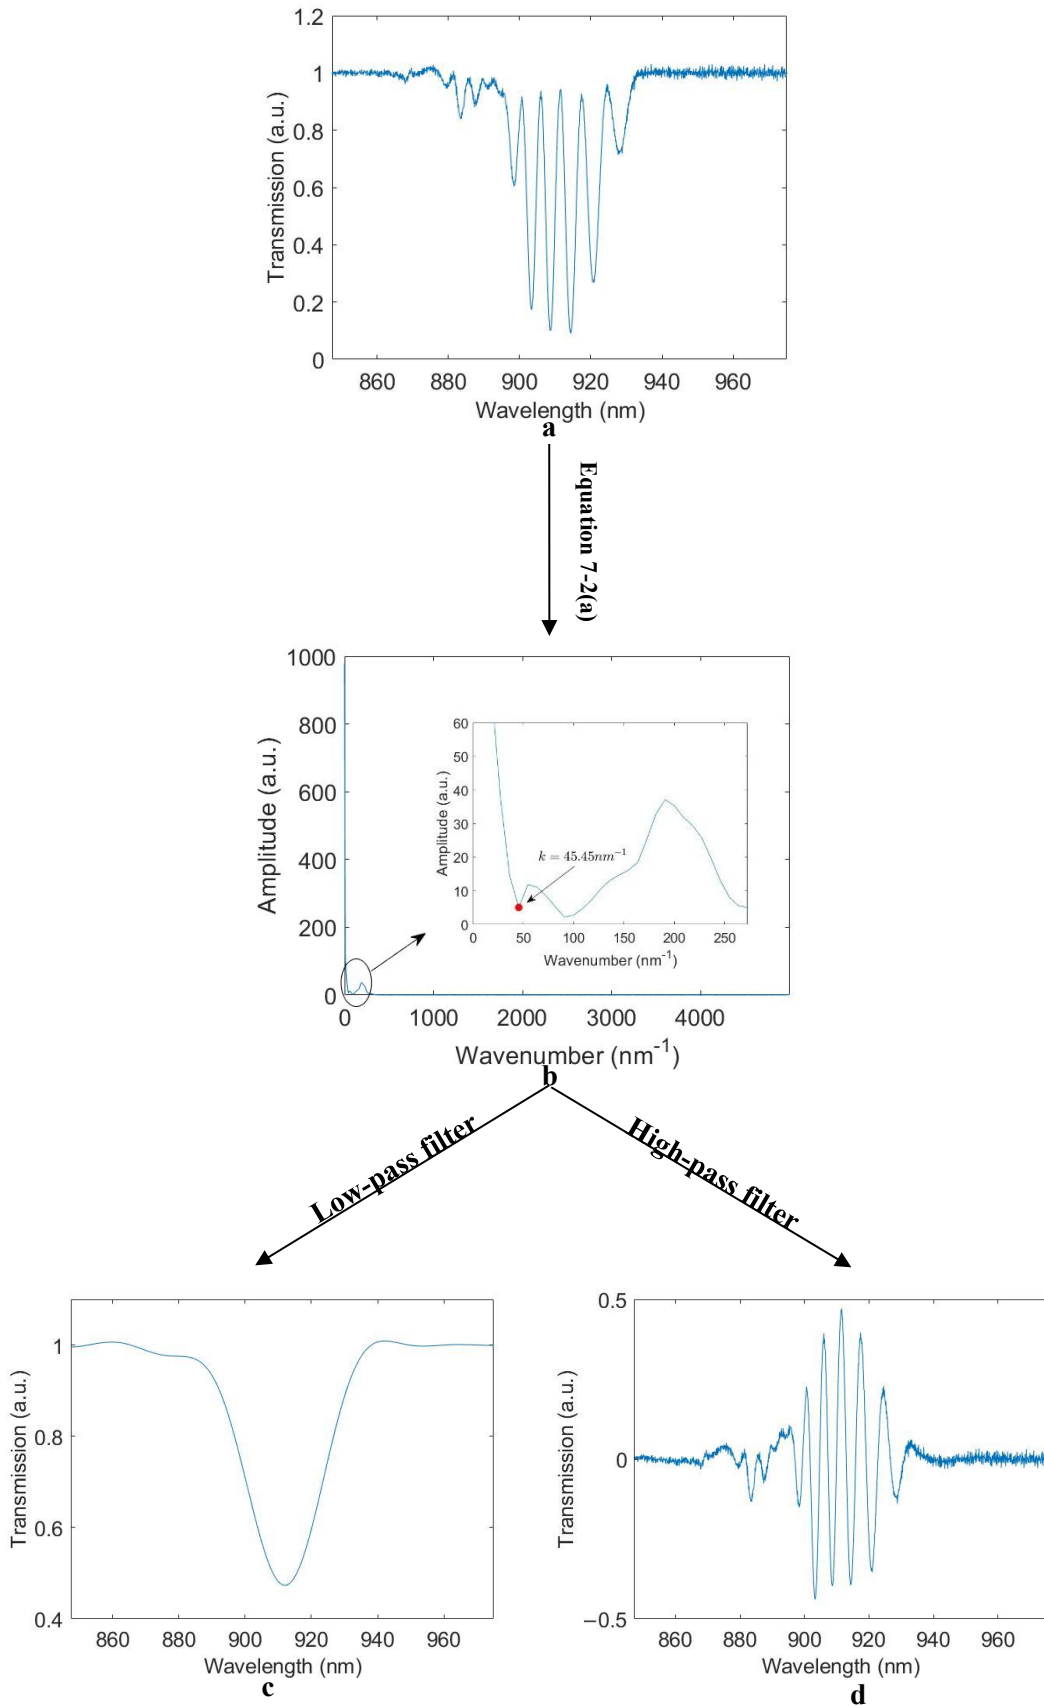 1.2
1
0.8
0.6
0.4
0.2
0
Transmission (a.u.)
860 880 900 920 940 960
Wavelength (nm)
a
Equation 7-2(a)
1000
800
600
400
200
0
Amplitude (a.u.)
60
50
40
30
20
10
0
Amplitude (a.u.)
k = 45.45nm⁻¹
0 50 100 150 200 250
Wavenumber (nm⁻¹)
0 1000 2000 3000 4000
Wavenumber (nm⁻¹)
b
Low-pass filter
High-pass filter
1
0.8
0.6
0.4
Transmission (a.u.)
860 880 900 920 940 960
Wavelength (nm)
c
0.5
0
−0.5
Transmission (a.u.)
860 880 900 920 940 960
Wavelength (nm)
d